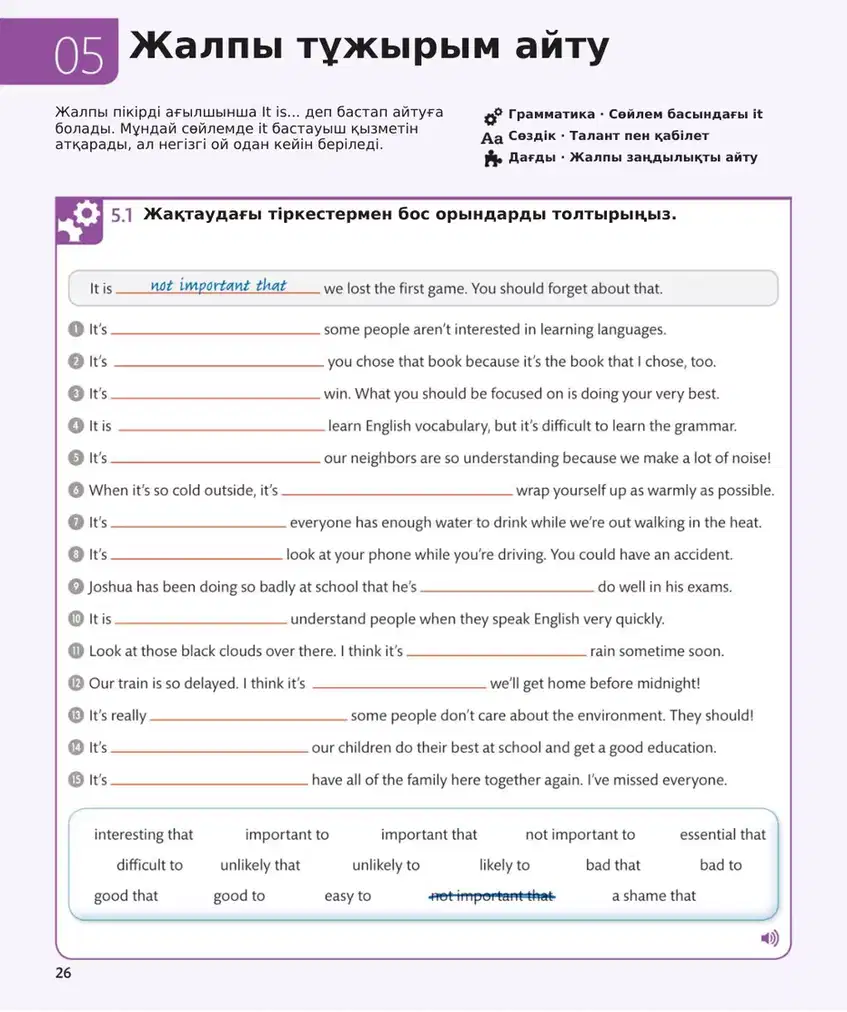 05 Жалпы тұжырым айту
Жалпы пікірді ағылшынша It is... деп бастап айтуға
болады. Мұндай сөйлемде it бастауыш қызметін
атқарады, ал негізгі ой одан кейін беріледі.
Грамматика · Сөйлем басындағы it
Aa Сөздік · Талант пен қабілет
Дағды · Жалпы заңдылықты айту
5.1 Жақтаудағы тіркестермен бос орындарды толтырыңыз.
It is not important that we lost the first game. You should forget about that.
1 It's ____ some people aren't interested in learning languages.
2 It's ____ you chose that book because it's the book that I chose, too.
3 It's ____ win. What you should be focused on is doing your very best.
4 It is ____ learn English vocabulary, but it's difficult to learn the grammar.
5 It's ____ our neighbors are so understanding because we make a lot of noise!
6 When it's so cold outside, it's ____ wrap yourself up as warmly as possible.
7 It's ____ everyone has enough water to drink while we're out walking in the heat.
8 It's ____ look at your phone while you're driving. You could have an accident.
9 Joshua has been doing so badly at school that he's ____ do well in his exams.
10 It is ____ understand people when they speak English very quickly.
11 Look at those black clouds over there. I think it's ____ rain sometime soon.
12 Our train is so delayed. I think it's ____ we'll get home before midnight!
13 It's really ____ some people don't care about the environment. They should!
14 It's ____ our children do their best at school and get a good education.
15 It's ____ have all of the family here together again. I've missed everyone.
interesting that important to important that not important to essential that
difficult to unlikely that unlikely to likely to bad that bad to
good that good to easy to not important that a shame that
26